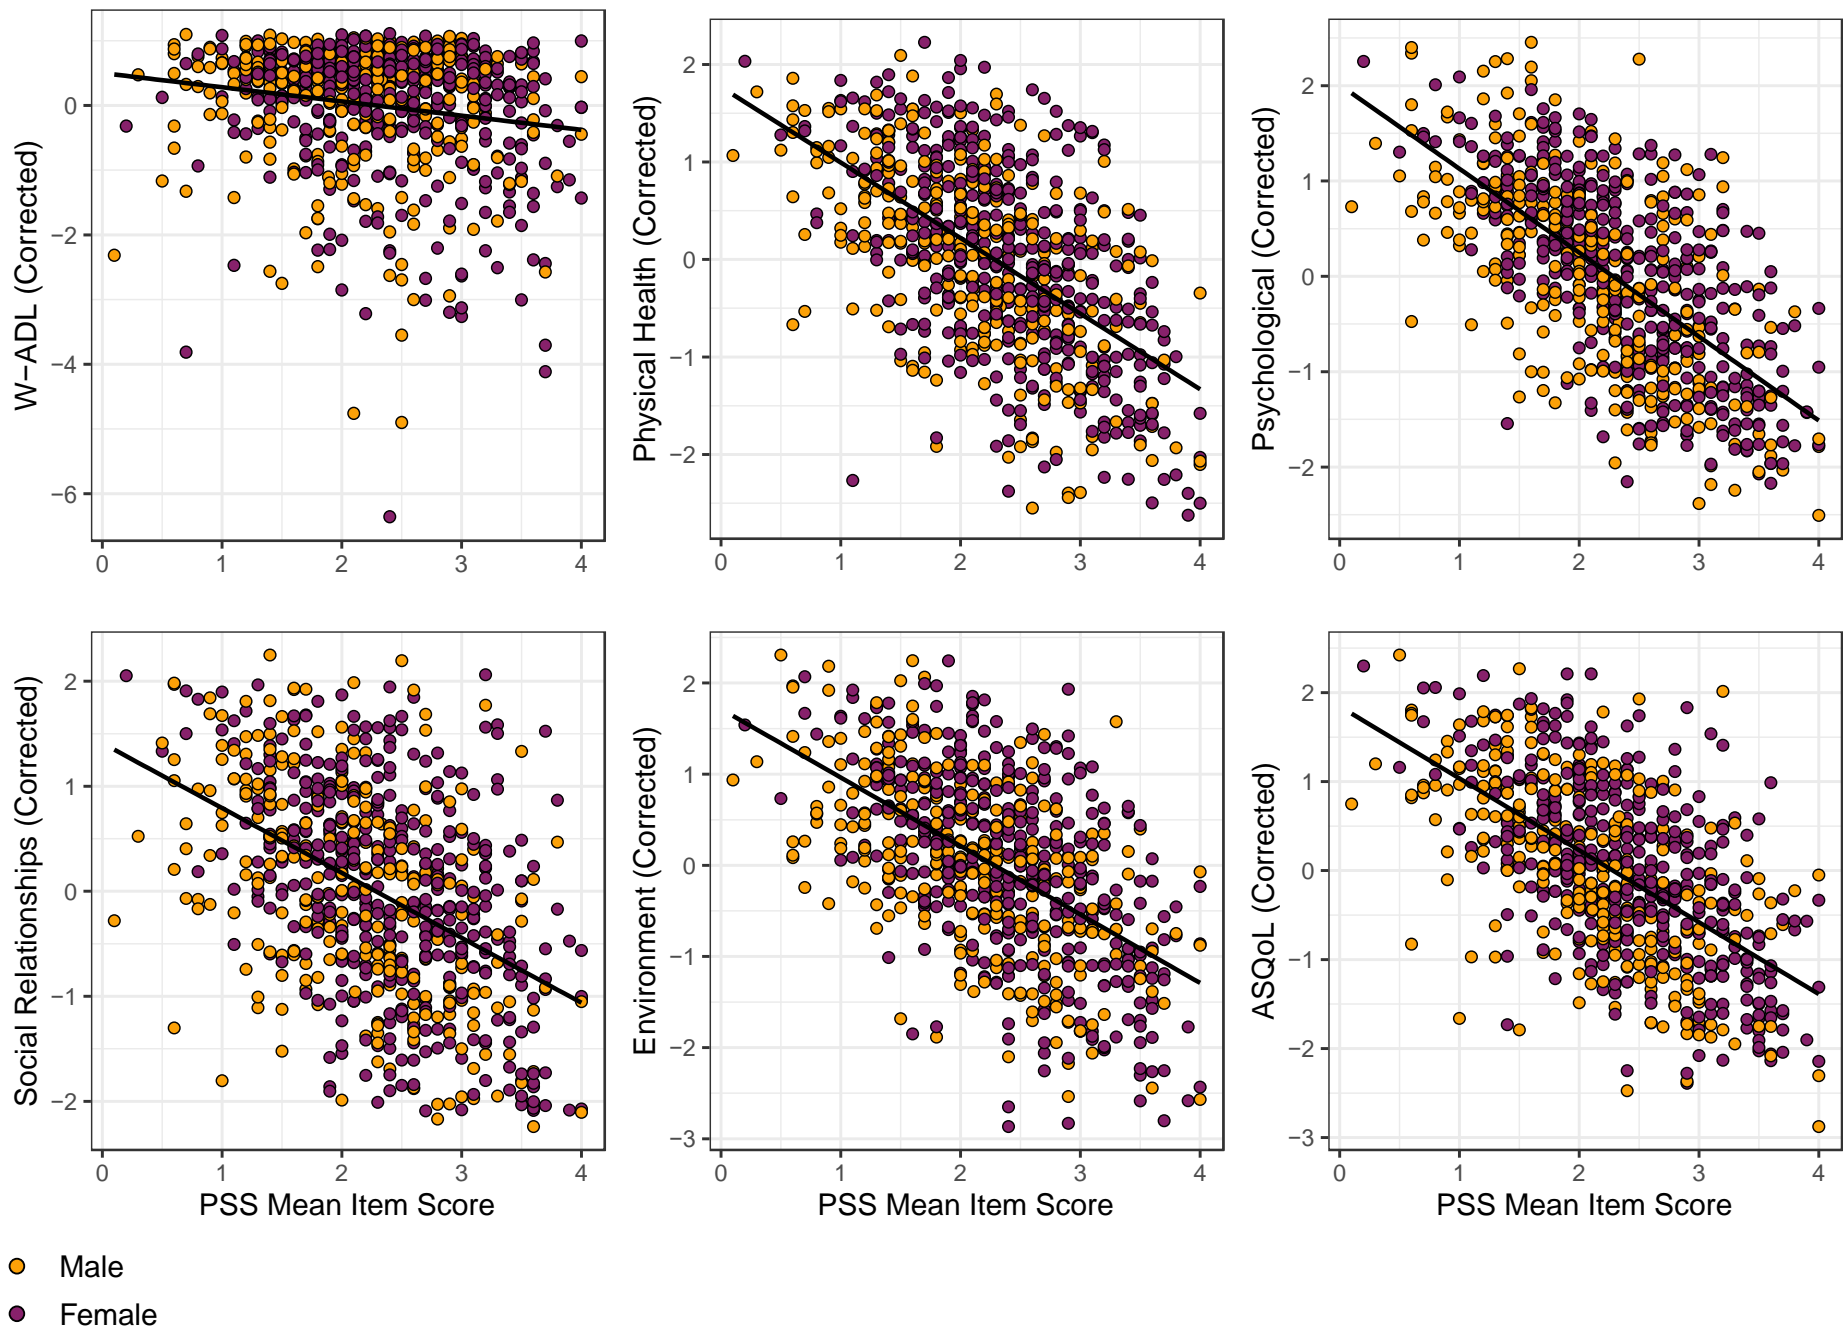 W−ADL (Corrected)
0
−2
−4
−6
0 1 2 3 4
Physical Health (Corrected)
2
1
0
−1
−2
0 1 2 3 4
Psychological (Corrected)
2
1
0
−1
−2
0 1 2 3 4
Social Relationships (Corrected)
2
1
0
−1
−2
0 1 2 3 4
PSS Mean Item Score
Environment (Corrected)
2
1
0
−1
−2
−3
0 1 2 3 4
PSS Mean Item Score
ASQoL (Corrected)
2
1
0
−1
−2
−3
0 1 2 3 4
PSS Mean Item Score
Male
Female